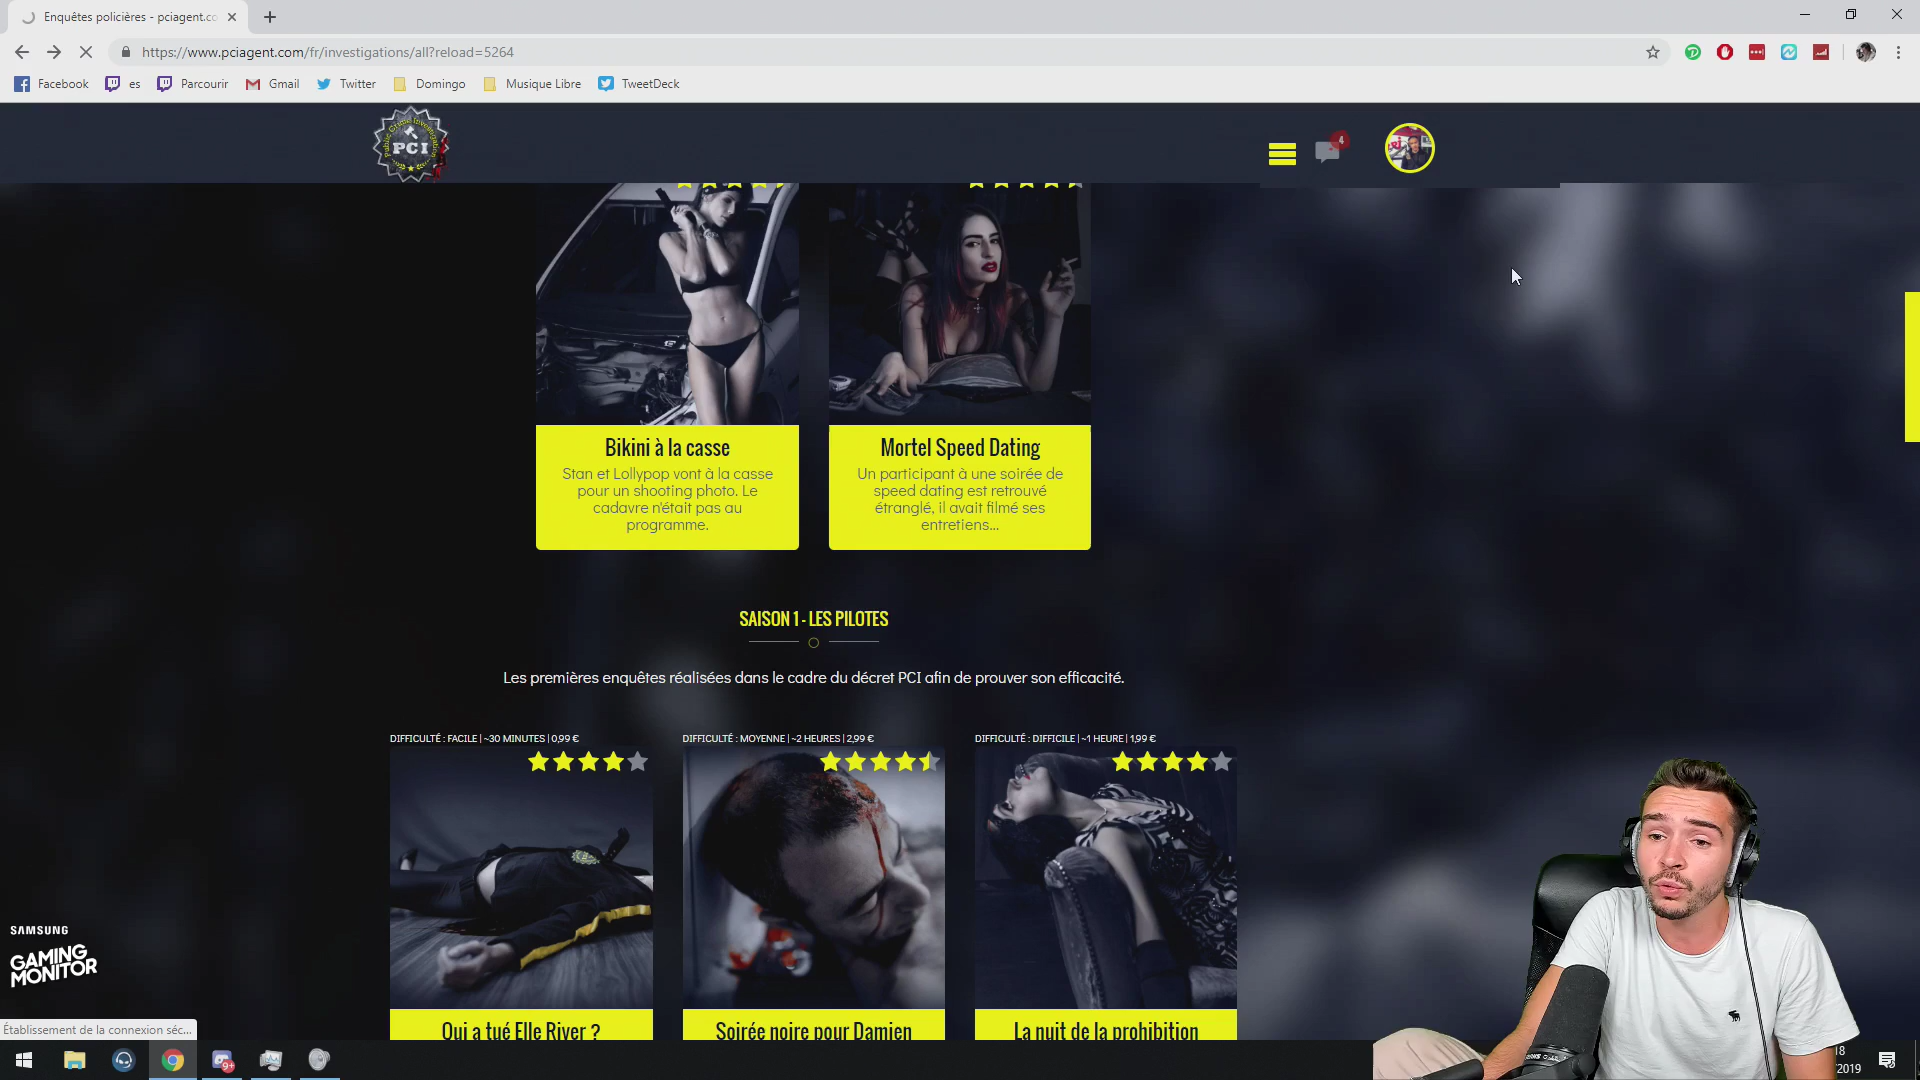 Enquêtes policières - pciagent.co
https://www.pciagent.com/fr/investigations/all?reload=5264
Facebook
es
Parcourir
Gmail
Twitter
Domingo
Musique Libre
TweetDeck
Public Crime Investigation
PCI
4
Bikini à la casse
Stan et Lollypop vont à la casse
pour un shooting photo. Le
cadavre n'était pas au
programme.
Mortel Speed Dating
Un participant à une soirée de
speed dating est retrouvé
étranglé, il avait filmé ses
entretiens...
SAISON 1 - LES PILOTES
Les premières enquêtes réalisées dans le cadre du décret PCI afin de prouver son efficacité.
DIFFICULTÉ : FACILE | ~30 MINUTES | 0,99 €
DIFFICULTÉ : MOYENNE | ~2 HEURES | 2,99 €
DIFFICULTÉ : DIFFICILE | ~1 HEURE | 1,99 €
Qui a tué Elle River ?
Soirée noire pour Damien
La nuit de la prohibition
SAMSUNG
GAMING
MONITOR
Établissement de la connexion séc...
9+
18
2019